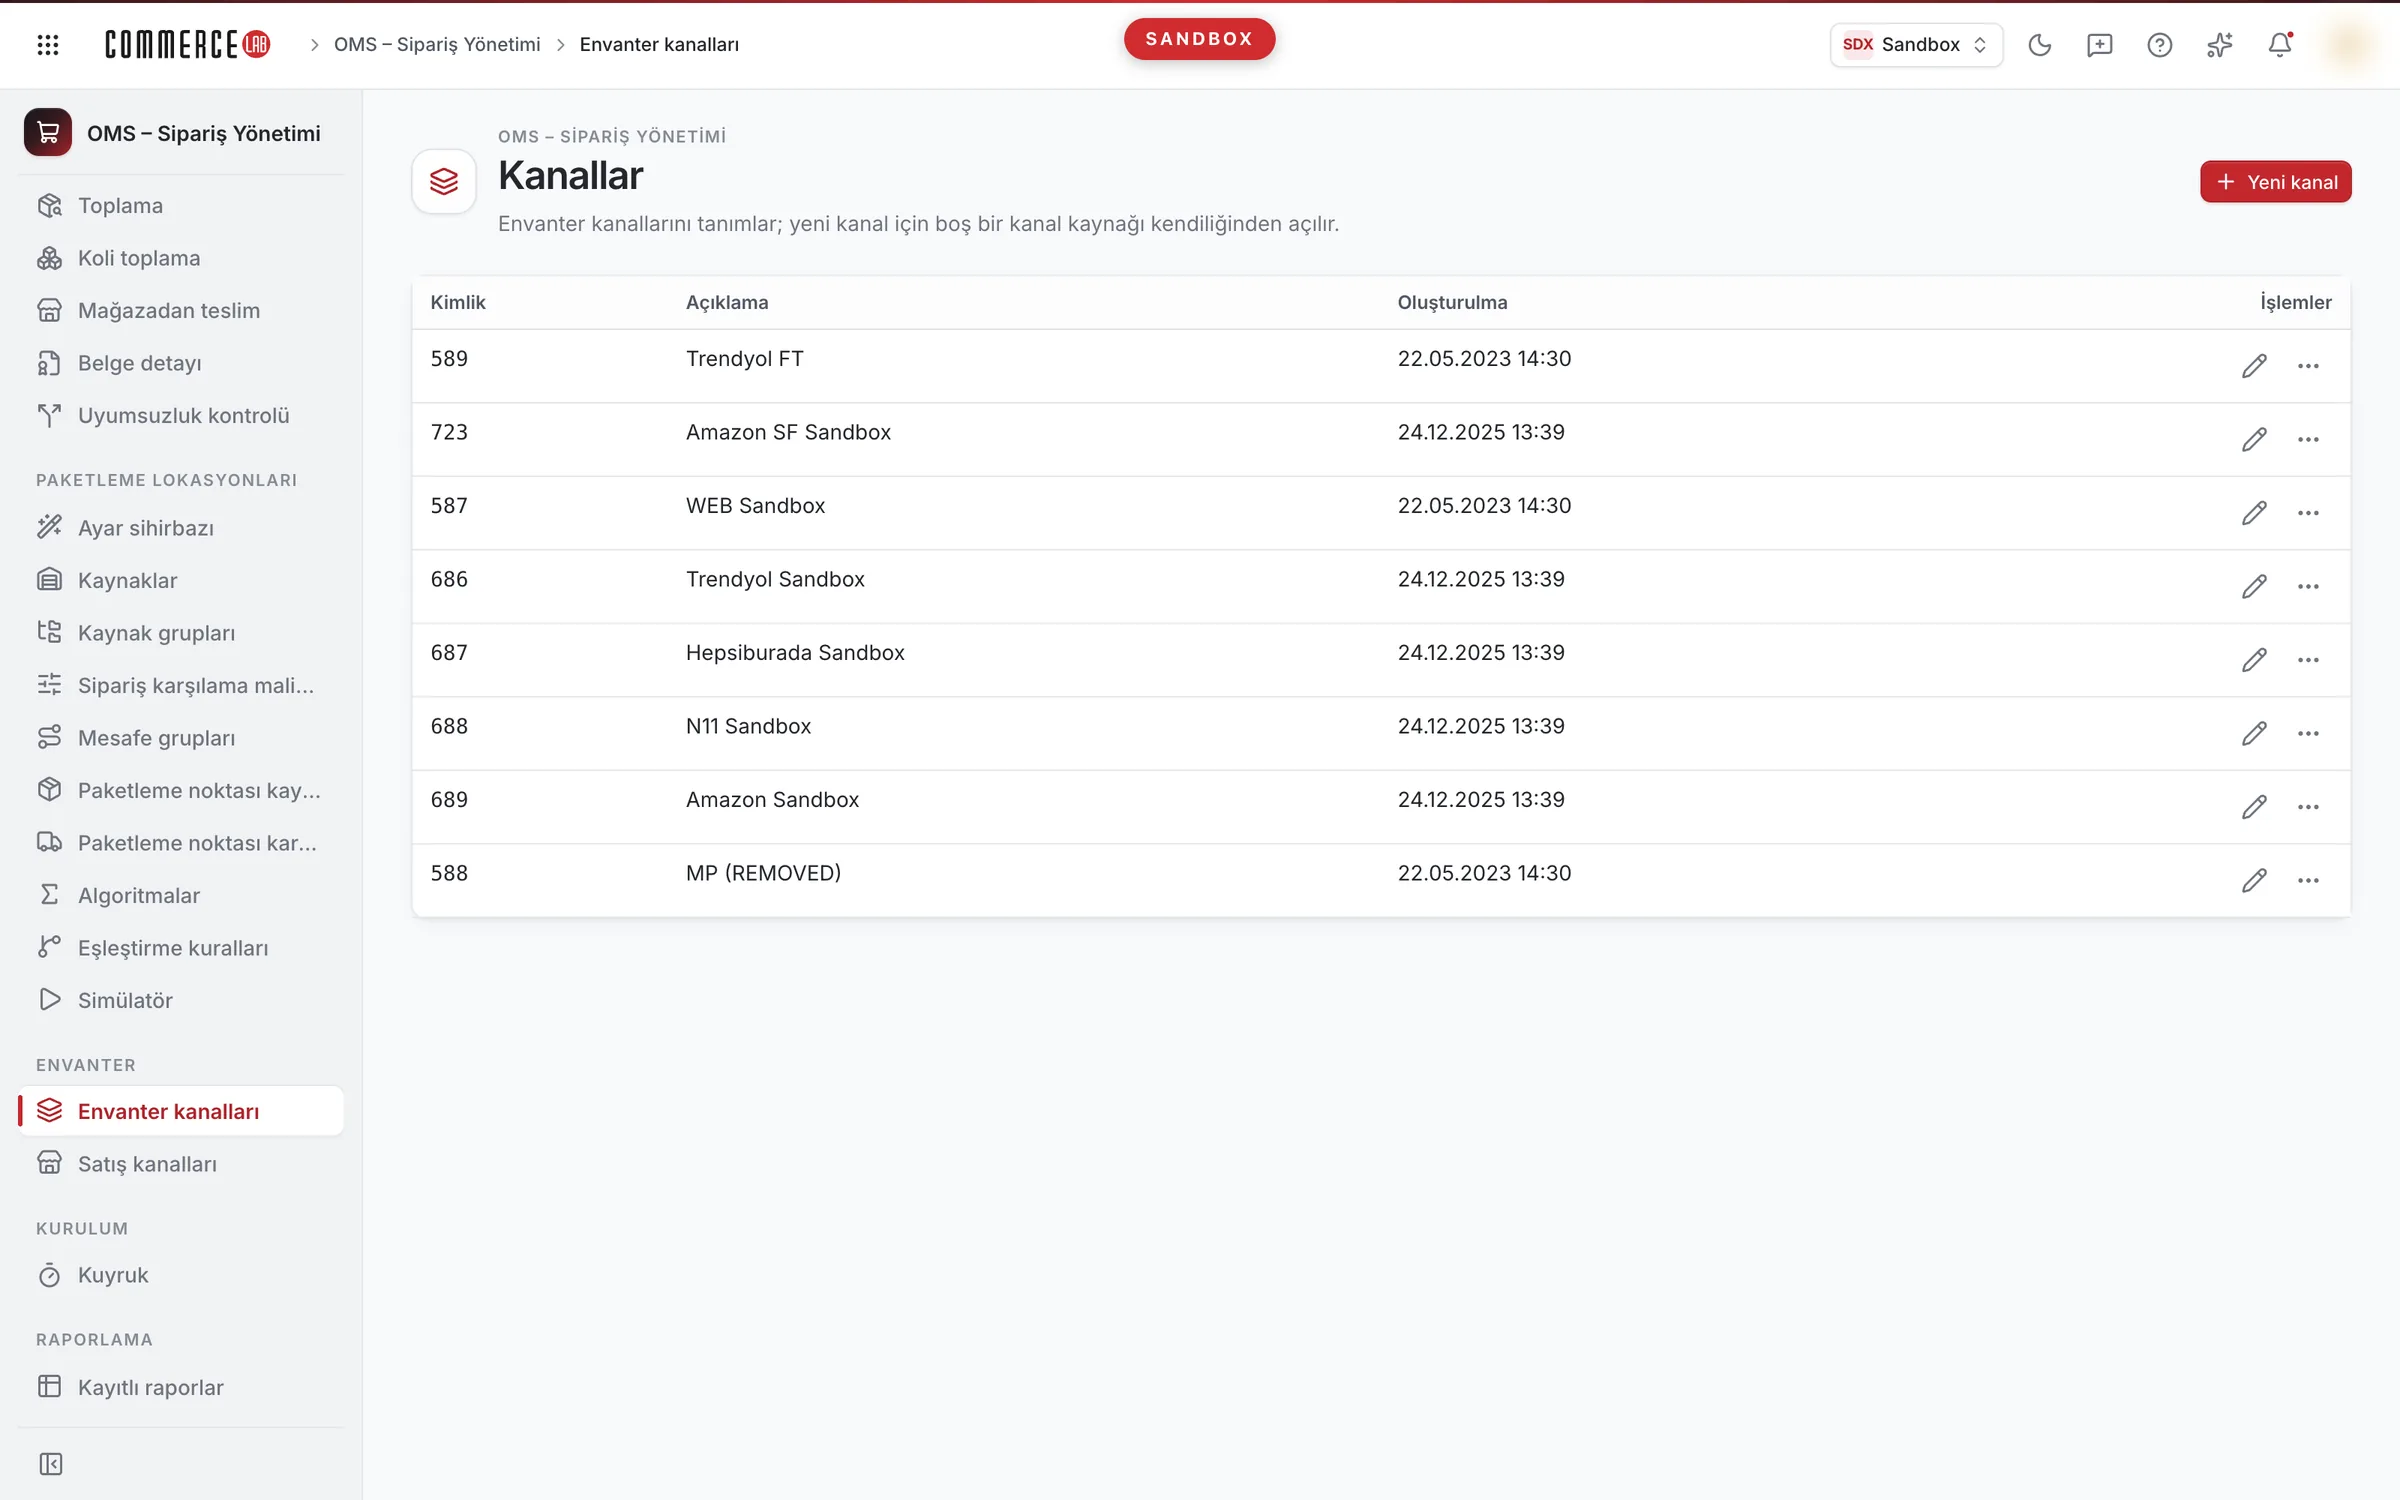 COMMERCE LAB
OMS – Sipariş Yönetimi
Envanter kanalları
SANDBOX
SDX Sandbox
OMS – Sipariş Yönetimi
Toplama
Koli toplama
Mağazadan teslim
Belge detayı
Uyumsuzluk kontrolü
PAKETLEME LOKASYONLARI
Ayar sihirbazı
Kaynaklar
Kaynak grupları
Sipariş karşılama mali...
Mesafe grupları
Paketleme noktası kay...
Paketleme noktası kar...
Algoritmalar
Eşleştirme kuralları
Simülatör
ENVANTER
Envanter kanalları
Satış kanalları
KURULUM
Kuyruk
RAPORLAMA
Kayıtlı raporlar
OMS – SİPARİŞ YÖNETİMİ
Kanallar
Envanter kanallarını tanımlar; yeni kanal için boş bir kanal kaynağı kendiliğinden açılır.
Yeni kanal
Kimlik Açıklama Oluşturulma İşlemler
589 Trendyol FT 22.05.2023 14:30
723 Amazon SF Sandbox 24.12.2025 13:39
587 WEB Sandbox 22.05.2023 14:30
686 Trendyol Sandbox 24.12.2025 13:39
687 Hepsiburada Sandbox 24.12.2025 13:39
688 N11 Sandbox 24.12.2025 13:39
689 Amazon Sandbox 24.12.2025 13:39
588 MP (REMOVED) 22.05.2023 14:30